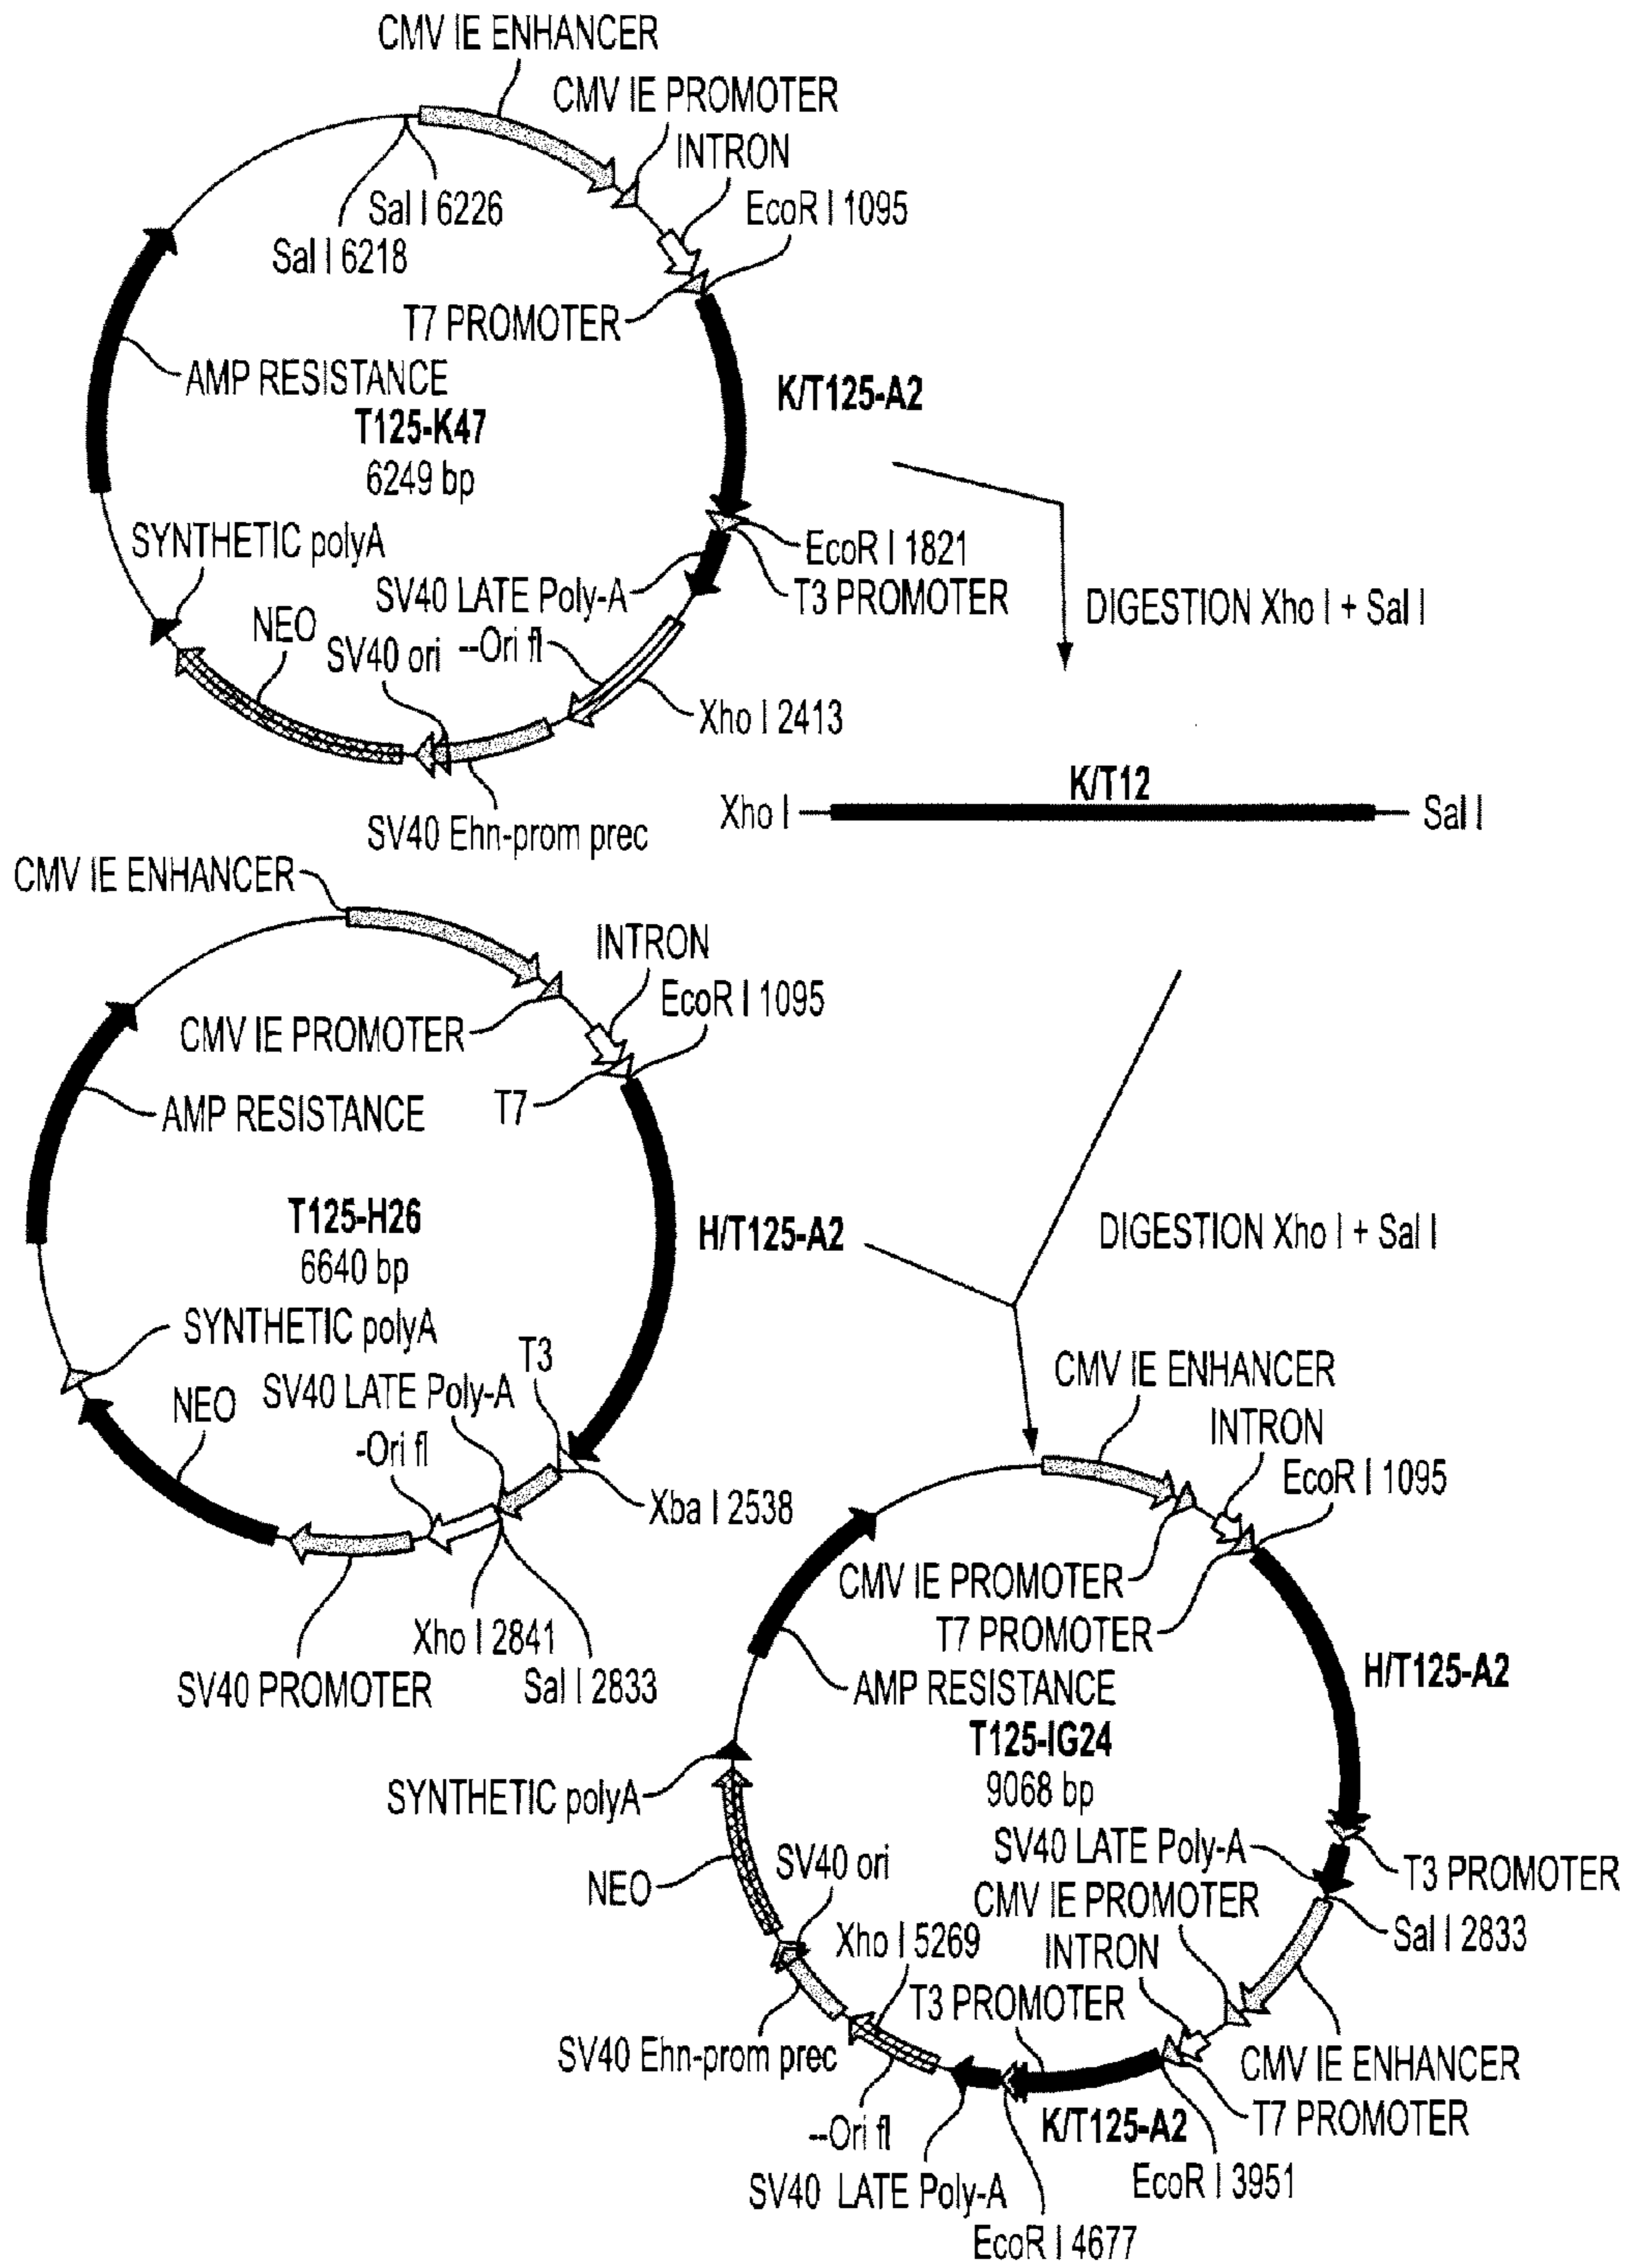 CMV IE ENHANCER
CMV IE PROMOTER
INTRON
EcoR I 1095
Sal I 6226
Sal I 6218
T7 PROMOTER
AMP RESISTANCE
K/T125-A2
T125-K47
6249 bp
SYNTHETIC polyA
EcoR I 1821
SV40 LATE Poly-A
T3 PROMOTER
DIGESTION Xho I + Sal I
NEO
SV40 ori
--Ori fl
Xho I 2413
SV40 Ehn-prom prec
K/T12
Xho I
Sal I
CMV IE ENHANCER
INTRON
EcoR I 1095
CMV IE PROMOTER
T7
AMP RESISTANCE
T125-H26
6640 bp
H/T125-A2
DIGESTION Xho I + Sal I
SYNTHETIC polyA
T3
SV40 LATE Poly-A
NEO
-Ori fl
Xba I 2538
Xho I 2841
Sal I 2833
SV40 PROMOTER
CMV IE ENHANCER
INTRON
EcoR I 1095
CMV IE PROMOTER
T7 PROMOTER
H/T125-A2
AMP RESISTANCE
T125-IG24
9068 bp
SYNTHETIC polyA
SV40 LATE Poly-A
T3 PROMOTER
SV40 ori
NEO
CMV IE PROMOTER
Sal I 2833
Xho I 5269
INTRON
T3 PROMOTER
SV40 Ehn-prom prec
CMV IE ENHANCER
T7 PROMOTER
--Ori fl
K/T125-A2
SV40 LATE Poly-A
EcoR I 3951
EcoR I 4677